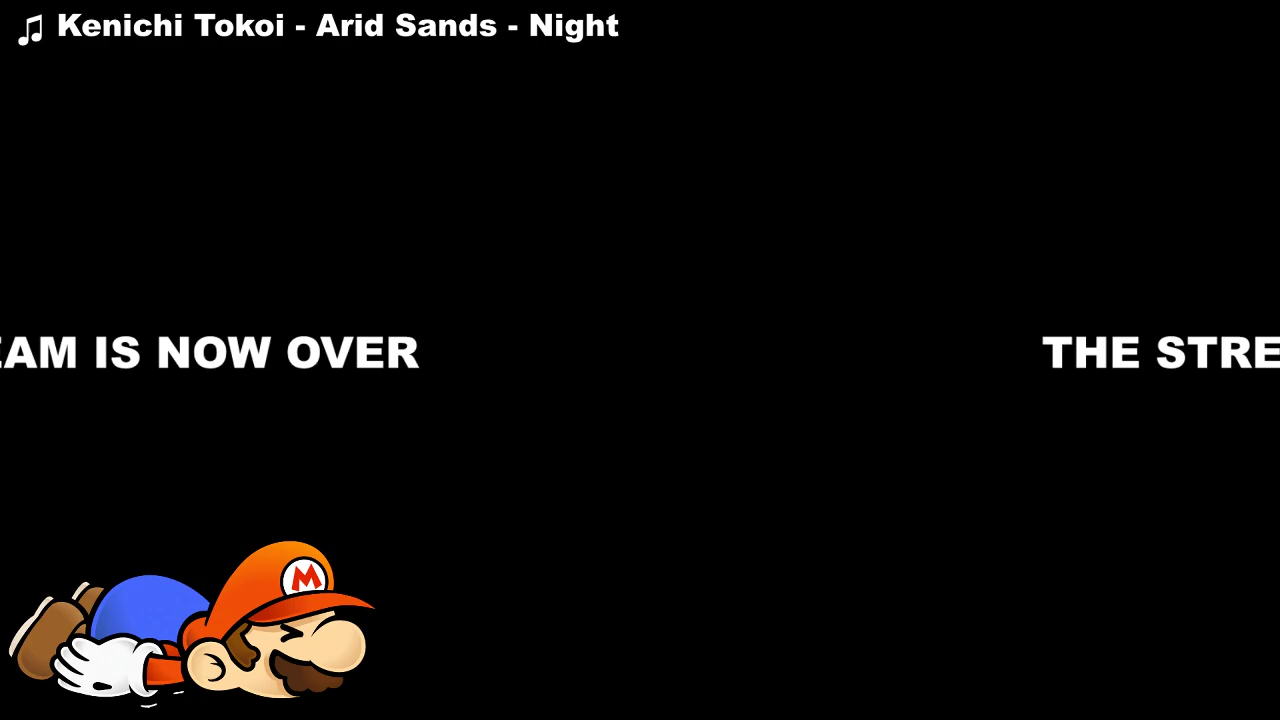 ♫ Kenichi Tokoi - Arid Sands - Night
EAM IS NOW OVER THE STRE
M